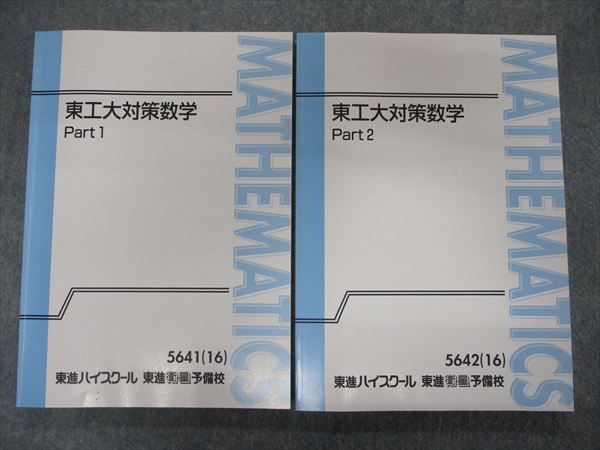 東工大対策数学
Part 1
MATHEMATICS
5641(16)
東進ハイスクール 東進衛星予備校
東工大対策数学
Part 2
MATHEMATICS
5642(16)
東進ハイスクール 東進衛星予備校